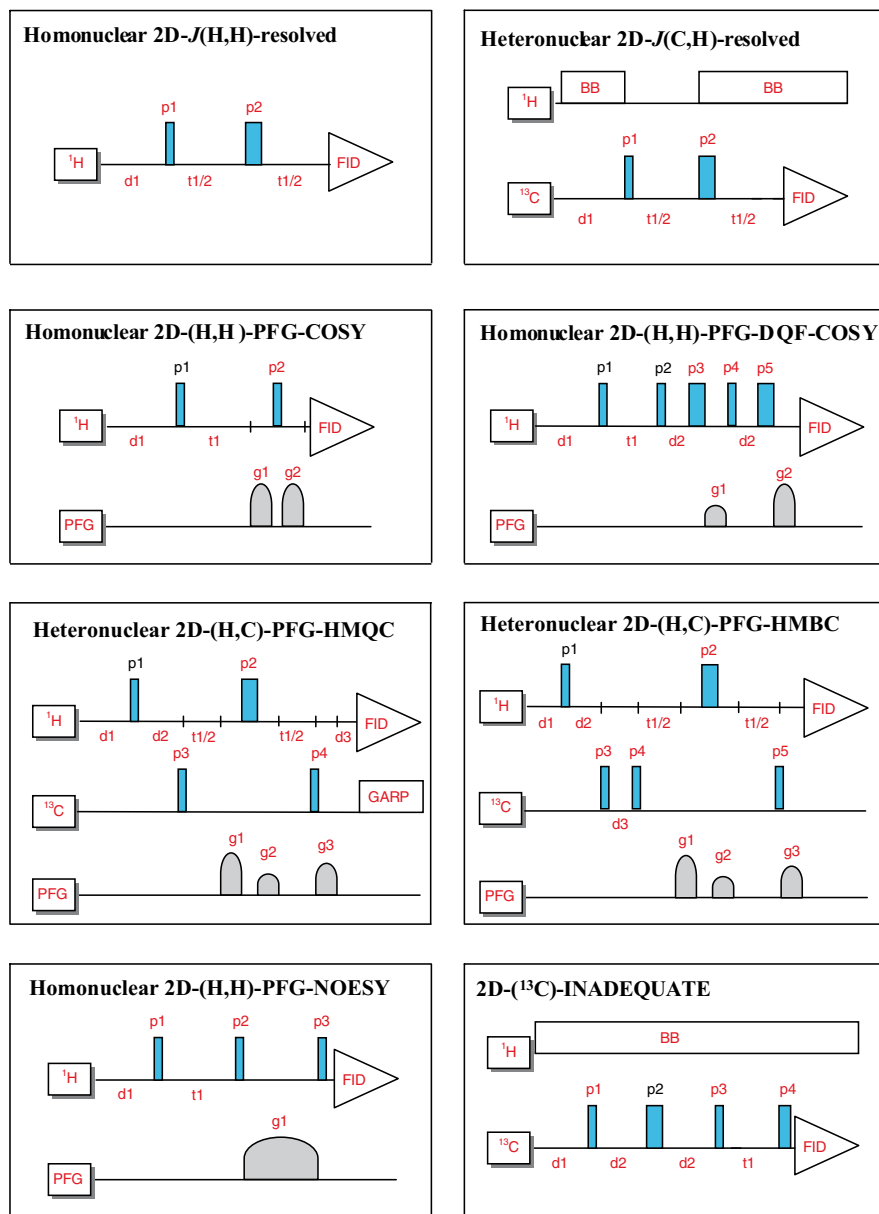 Homonuclear 2D-J(H,H)-resolved
p1 p2
¹H FID
d1 t1/2 t1/2
Heteronuclear 2D-J(C,H)-resolved
BB BB
¹H
p1 p2
¹³C FID
d1 t1/2 t1/2
Homonuclear 2D-(H,H)-PFG-COSY
p1 p2
¹H FID
d1 t1
g1 g2
PFG
Homonuclear 2D-(H,H)-PFG-DQF-COSY
p1 p2 p3 p4 p5
¹H FID
d1 t1 d2 d2
g1 g2
PFG
Heteronuclear 2D-(H,C)-PFG-HMQC
p1 p2
¹H FID
d1 d2 t1/2 t1/2 d3
p3 p4
¹³C GARP
g1 g2 g3
PFG
Heteronuclear 2D-(H,C)-PFG-HMBC
p1 p2
¹H FID
d1 d2 t1/2 t1/2
p3 p4 p5
¹³C
d3
g1 g2 g3
PFG
Homonuclear 2D-(H,H)-PFG-NOESY
p1 p2 p3
¹H FID
d1 t1
g1
PFG
2D-(¹³C)-INADEQUATE
BB
¹H
p1 p2 p3 p4
¹³C FID
d1 d2 d2 t1